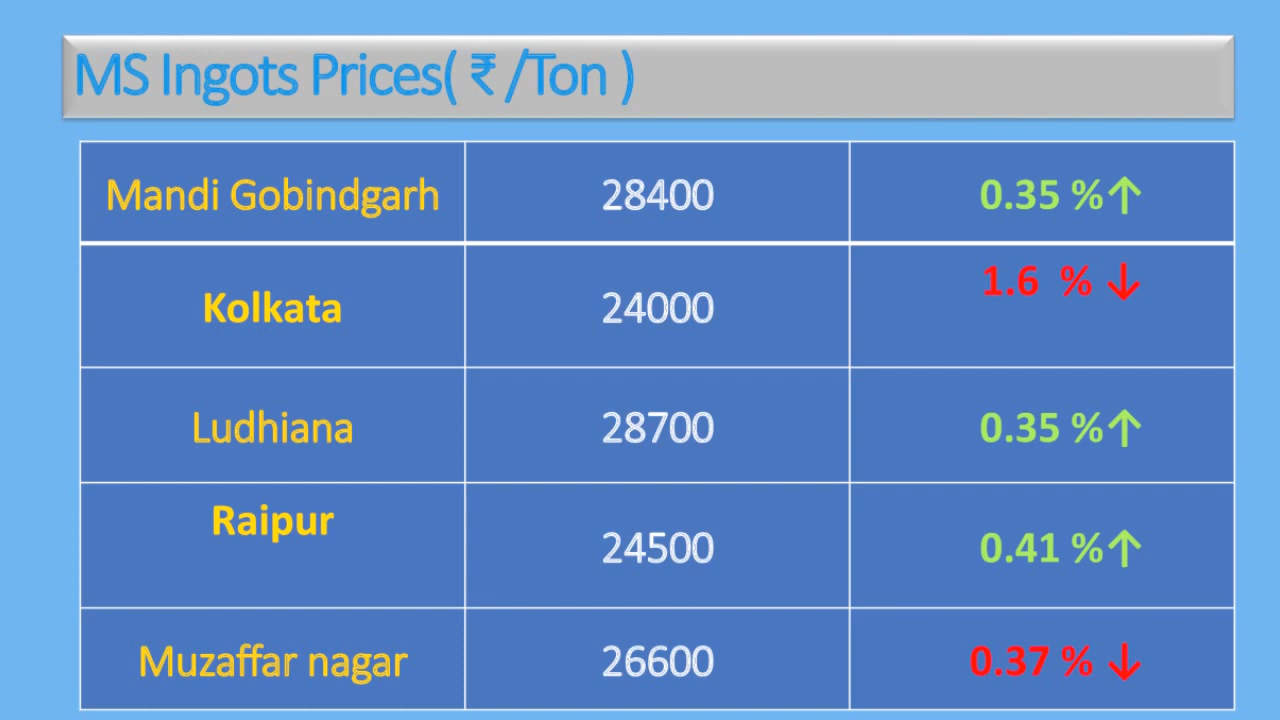 MS Ingots Prices( ₹ /Ton )
Mandi Gobindgarh 28400 0.35 %↑
Kolkata 24000 1.6 % ↓
Ludhiana 28700 0.35 %↑
Raipur 24500 0.41 %↑
Muzaffar nagar 26600 0.37 % ↓